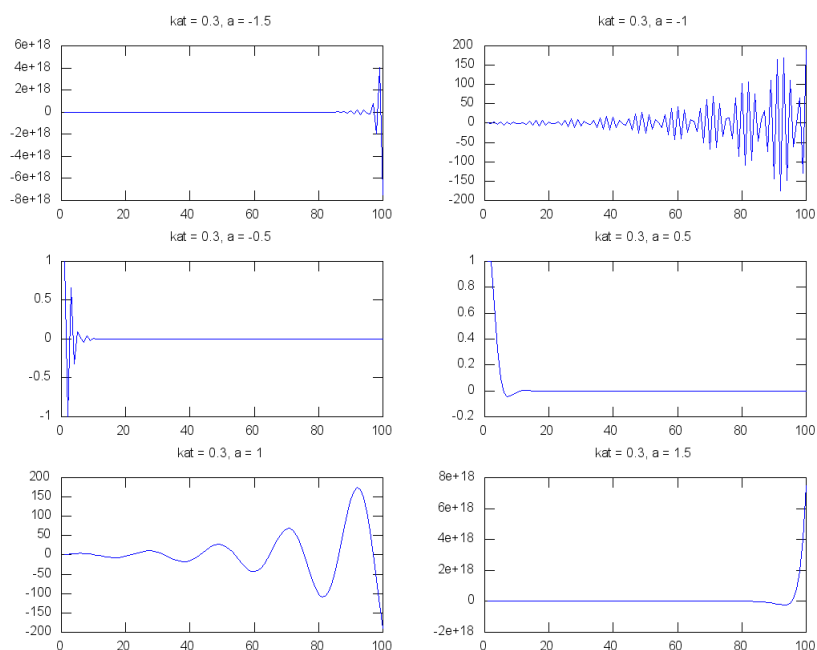 kat = 0.3, a = -1.5
6e+18
4e+18
2e+18
0
-2e+18
-4e+18
-6e+18
-8e+18
0 20 40 60 80 100
kat = 0.3, a = -1
200
150
100
50
0
-50
-100
-150
-200
0 20 40 60 80 100
kat = 0.3, a = -0.5
1
0.5
0
-0.5
-1
0 20 40 60 80 100
kat = 0.3, a = 0.5
1
0.8
0.6
0.4
0.2
0
-0.2
0 20 40 60 80 100
kat = 0.3, a = 1
200
150
100
50
0
-50
-100
-150
-200
0 20 40 60 80 100
kat = 0.3, a = 1.5
8e+18
6e+18
4e+18
2e+18
0
-2e+18
0 20 40 60 80 100